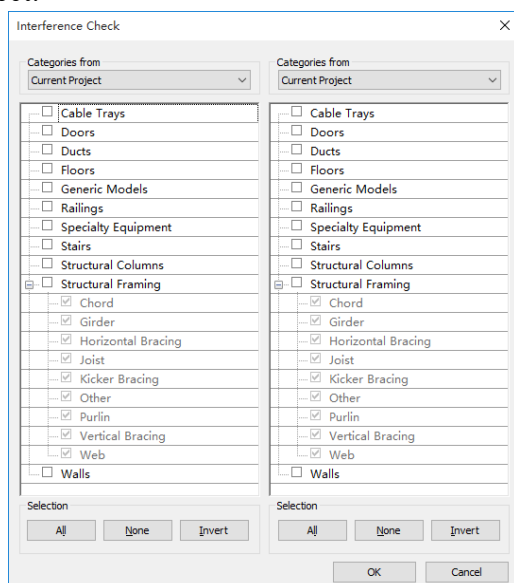 Interference Check
Categories from
Current Project
Cable Trays
Doors
Ducts
Floors
Generic Models
Railings
Specialty Equipment
Stairs
Structural Columns
Structural Framing
Chord
Girder
Horizontal Bracing
Joist
Kicker Bracing
Other
Purlin
Vertical Bracing
Web
Walls
Selection
All
None
Invert
Categories from
Current Project
Cable Trays
Doors
Ducts
Floors
Generic Models
Railings
Specialty Equipment
Stairs
Structural Columns
Structural Framing
Chord
Girder
Horizontal Bracing
Joist
Kicker Bracing
Other
Purlin
Vertical Bracing
Web
Walls
Selection
All
None
Invert
OK
Cancel